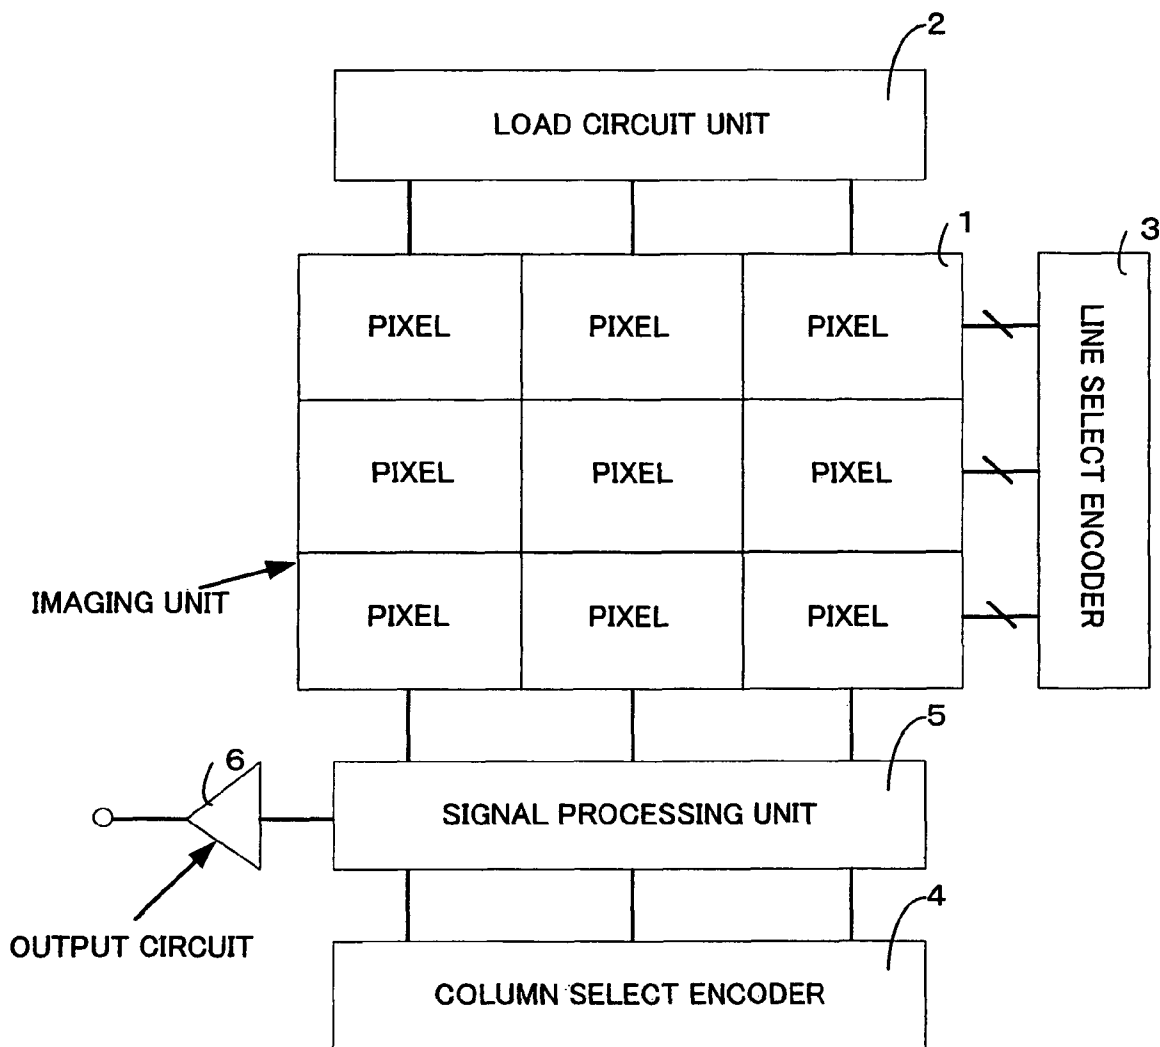 2
LOAD CIRCUIT UNIT
1
3
PIXEL PIXEL PIXEL
LINE SELECT ENCODER
PIXEL PIXEL PIXEL
IMAGING UNIT
PIXEL PIXEL PIXEL
5
6
SIGNAL PROCESSING UNIT
OUTPUT CIRCUIT
4
COLUMN SELECT ENCODER